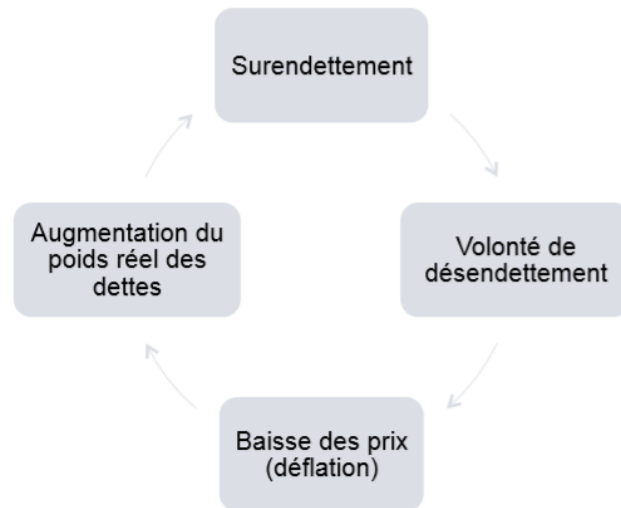 Surendettement
Volonté de
désendettement
Baisse des prix
(déflation)
Augmentation du
poids réel des
dettes